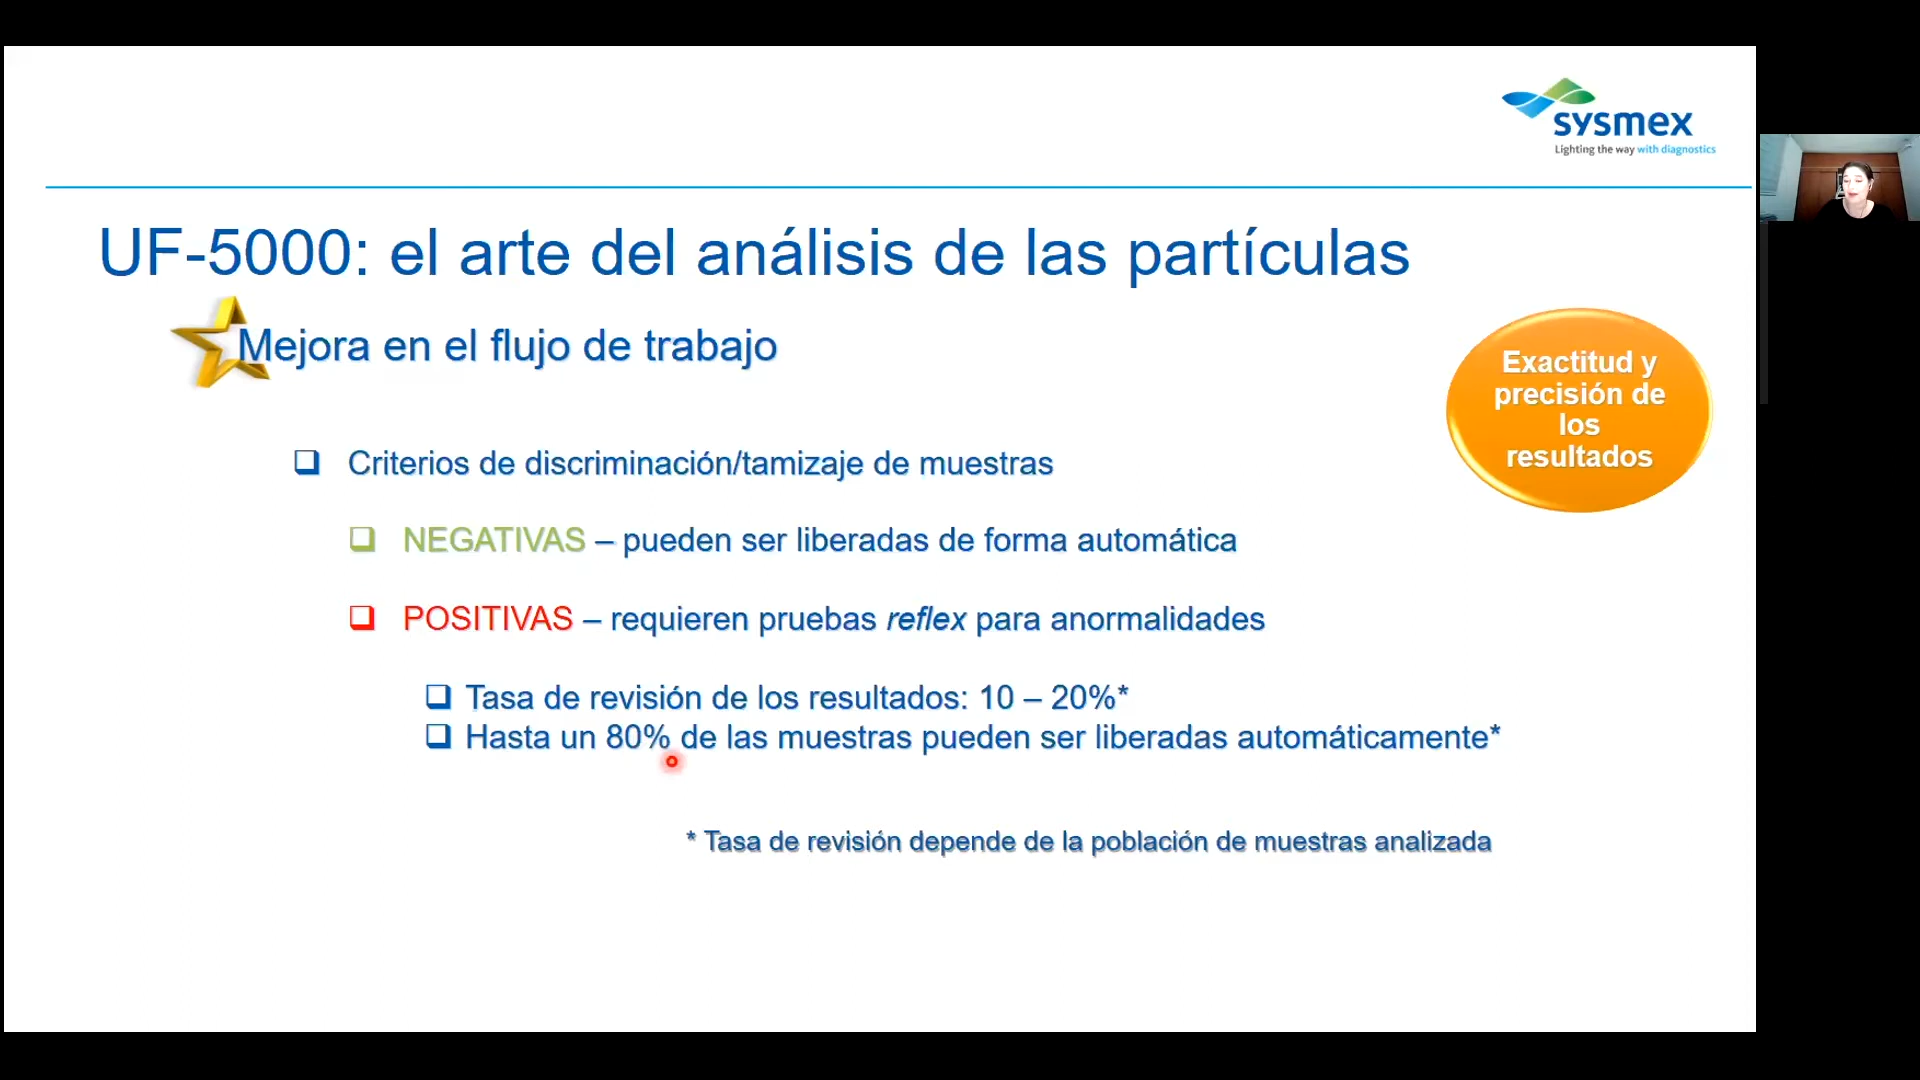 sysmex
Lighting the way with diagnostics
UF-5000: el arte del análisis de las partículas
Mejora en el flujo de trabajo
Exactitud y
precisión de
los
resultados
Criterios de discriminación/tamizaje de muestras
NEGATIVAS – pueden ser liberadas de forma automática
POSITIVAS – requieren pruebas reflex para anormalidades
Tasa de revisión de los resultados: 10 – 20%*
Hasta un 80% de las muestras pueden ser liberadas automáticamente*
* Tasa de revisión depende de la población de muestras analizada